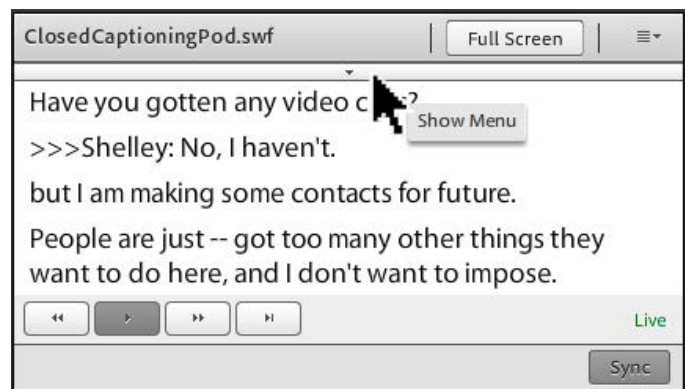 ClosedCaptioningPod.swf
Full Screen
Have you gotten any video c ?
Show Menu
>>>Shelley: No, I haven't.
but I am making some contacts for future.
People are just -- got too many other things they
want to do here, and I don't want to impose.
Live
Sync